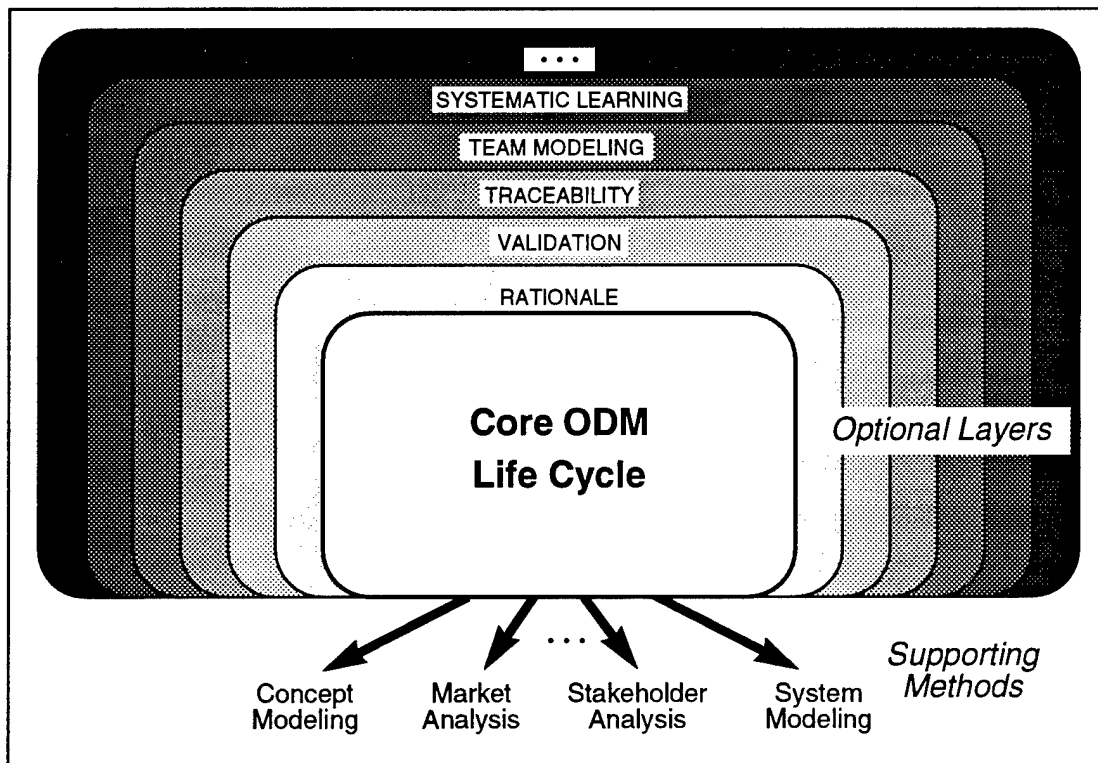 ...
SYSTEMATIC LEARNING
TEAM MODELING
TRACEABILITY
VALIDATION
RATIONALE
Core ODM
Life Cycle
Optional Layers
...
Concept
Modeling
Market
Analysis
Stakeholder
Analysis
System
Modeling
Supporting
Methods